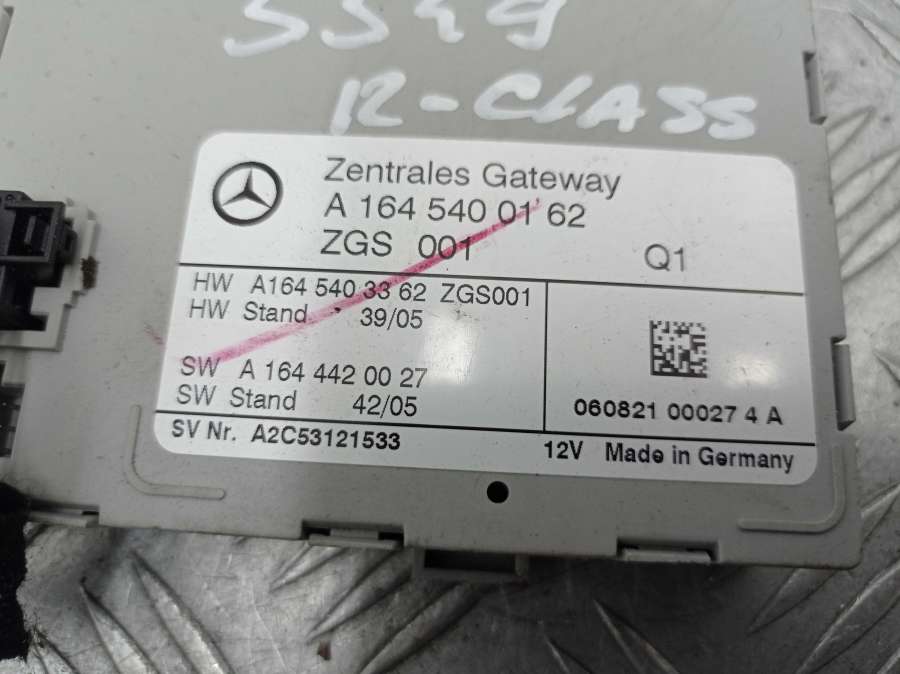 R-CLASS
Zentrales Gateway
A 164 540 01 62
ZGS 001
Q1
HW A164 540 33 62 ZGS001
HW Stand 39/05
SW A 164 442 00 27
SW Stand 42/05
060821 00027 4 A
SV Nr. A2C53121533
12V Made in Germany